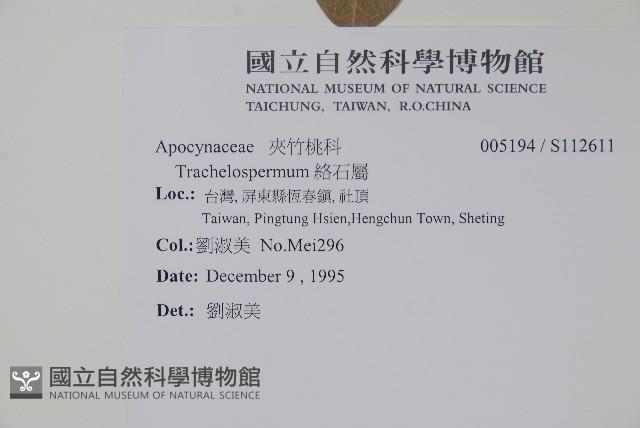 國立自然科學博物館
NATIONAL MUSEUM OF NATURAL SCIENCE
TAICHUNG, TAIWAN, R.O.CHINA
Apocynaceae 夾竹桃科 005194 / S112611
Trachelospermum 絡石屬
Loc.: 台灣, 屏東縣恆春鎮, 社頂
Taiwan, Pingtung Hsien,Hengchun Town, Sheting
Col.: 劉淑美 No.Mei296
Date: December 9 , 1995
Det.: 劉淑美
國立自然科學博物館
NATIONAL MUSEUM OF NATURAL SCIENCE